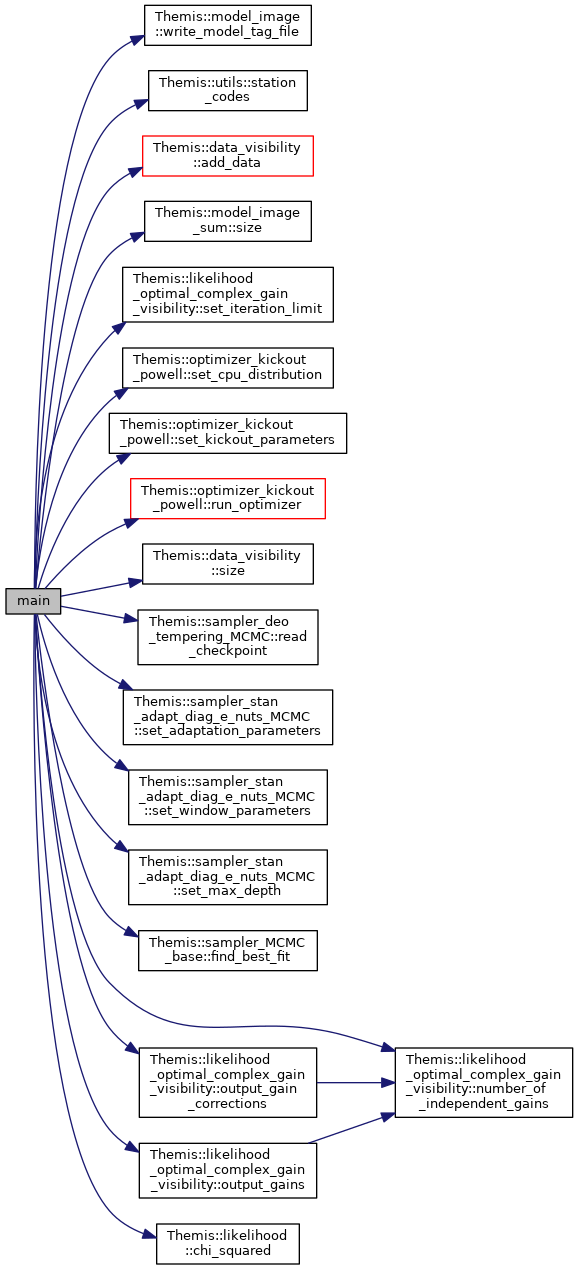 Themis::model_image
::write_model_tag_file
Themis::utils::station
_codes
Themis::data_visibility
::add_data
Themis::model_image
_sum::size
Themis::likelihood
_optimal_complex_gain
_visibility::set_iteration_limit
Themis::optimizer_kickout
_powell::set_cpu_distribution
Themis::optimizer_kickout
_powell::set_kickout_parameters
Themis::optimizer_kickout
_powell::run_optimizer
Themis::data_visibility
::size
main
Themis::sampler_deo
_tempering_MCMC::read
_checkpoint
Themis::sampler_stan
_adapt_diag_e_nuts_MCMC
::set_adaptation_parameters
Themis::sampler_stan
_adapt_diag_e_nuts_MCMC
::set_window_parameters
Themis::sampler_stan
_adapt_diag_e_nuts_MCMC
::set_max_depth
Themis::sampler_MCMC
_base::find_best_fit
Themis::likelihood
_optimal_complex_gain
_visibility::output_gain
_corrections
Themis::likelihood
_optimal_complex_gain
_visibility::number_of
_independent_gains
Themis::likelihood
_optimal_complex_gain
_visibility::output_gains
Themis::likelihood
::chi_squared